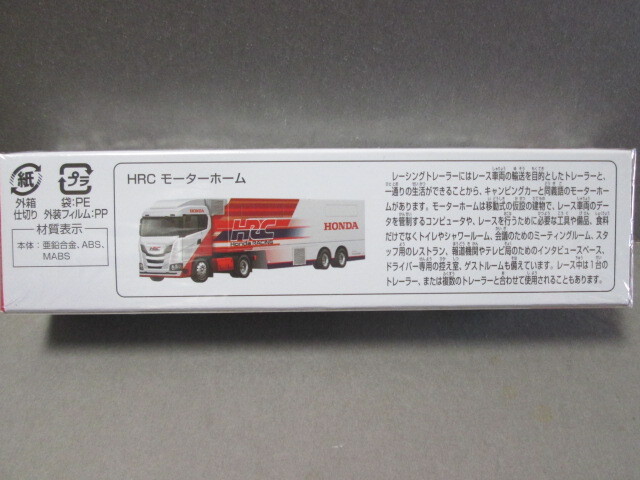 紙
プラ
外箱
仕切り
袋:PE
外装フィルム:PP
材質表示
本体:亜鉛合金、ABS、
MABS
HRC モーターホーム
HONDA
HRC
HRC
HONDA RACING
HONDA
レーシングトレーラーにはレース車両の輸送を目的としたトレーラーと、
一通りの生活ができることから、キャンピングカーと同義語のモーターホー
ムがあります。モーターホームは移動式の仮設の建物で、レース車両のデー
タを管制するコンピュータや、レースを行うために必要な工具や備品、食料
だけでなくトイレやシャワールーム、会議のためのミーティングルーム、スタ
ッフ用のレストラン、報道機関やテレビ局のためのインタビュースペース、
ドライバー専用の控え室、ゲストルームも備えています。レース中は1台の
トレーラー、または複数のトレーラーと合わせて使用されることもあります。